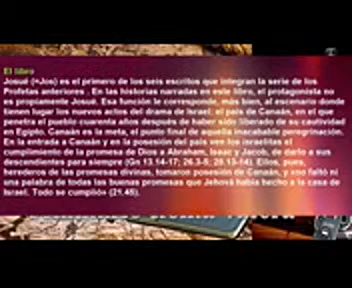 El libro
Josué (=Jos) es el primero de los seis escritos que integran la serie de los
Profetas anteriores . En las historias narradas en este libro, el protagonista no
es propiamente Josué. Esa función le corresponde, más bien, al escenario donde
tienen lugar los nuevos actos del drama de Israel: el país de Canaán, en el que
penetra el pueblo cuarenta años después de haber sido liberado de su cautividad
en Egipto. Canaán es la meta, el punto final de aquella inacabable peregrinación.
En la entrada a Canaán y en la posesión del país ven los israelitas el
cumplimiento de la promesa de Dios a Abraham, Isaac y Jacob, de darlo a sus
descendientes para siempre (Gn 13.14-17; 26.3-5; 28.13-14). Ellos, pues,
herederos de las promesas divinas, tomaron posesión de Canaán, y «no faltó ni
una palabra de todas las buenas promesas que Jehová había hecho a la casa de
Israel. Todo se cumplió» (21.45).